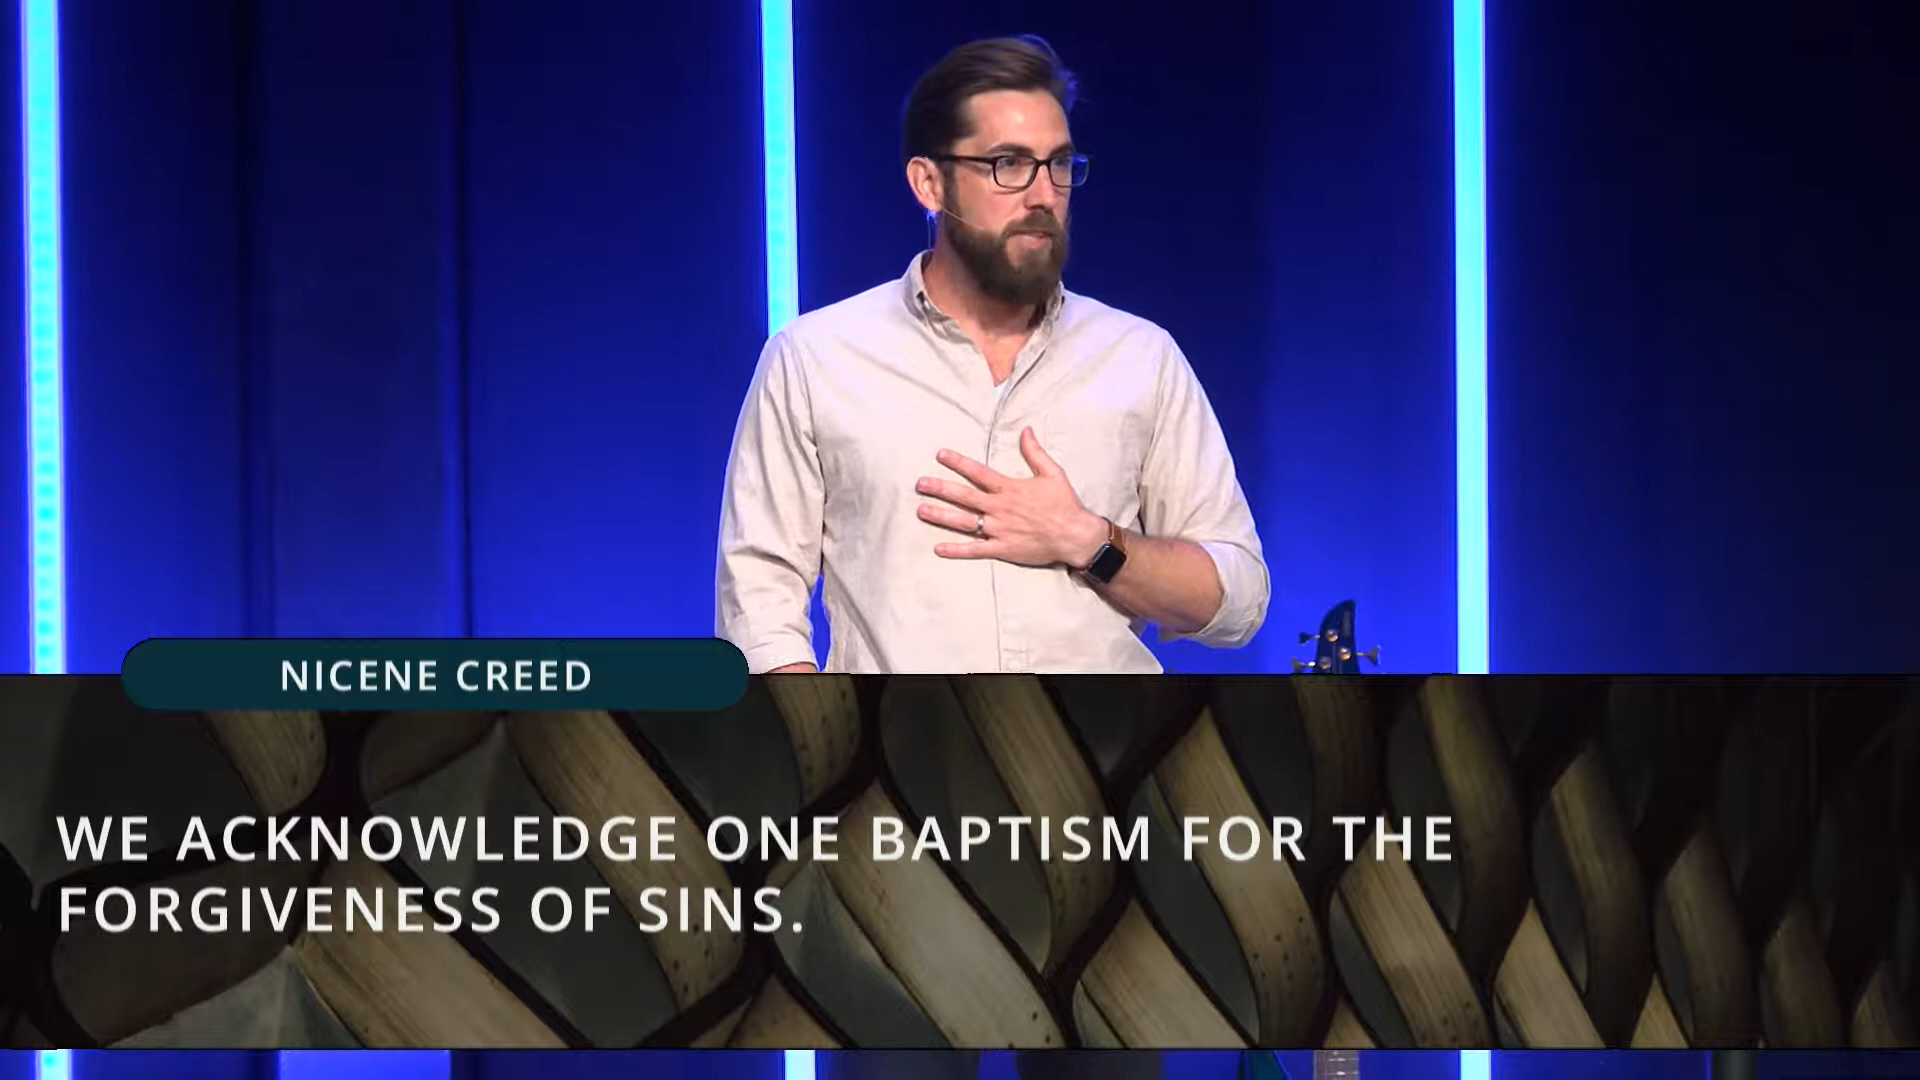 NICENE CREED
WE ACKNOWLEDGE ONE BAPTISM FOR THE
FORGIVENESS OF SINS.